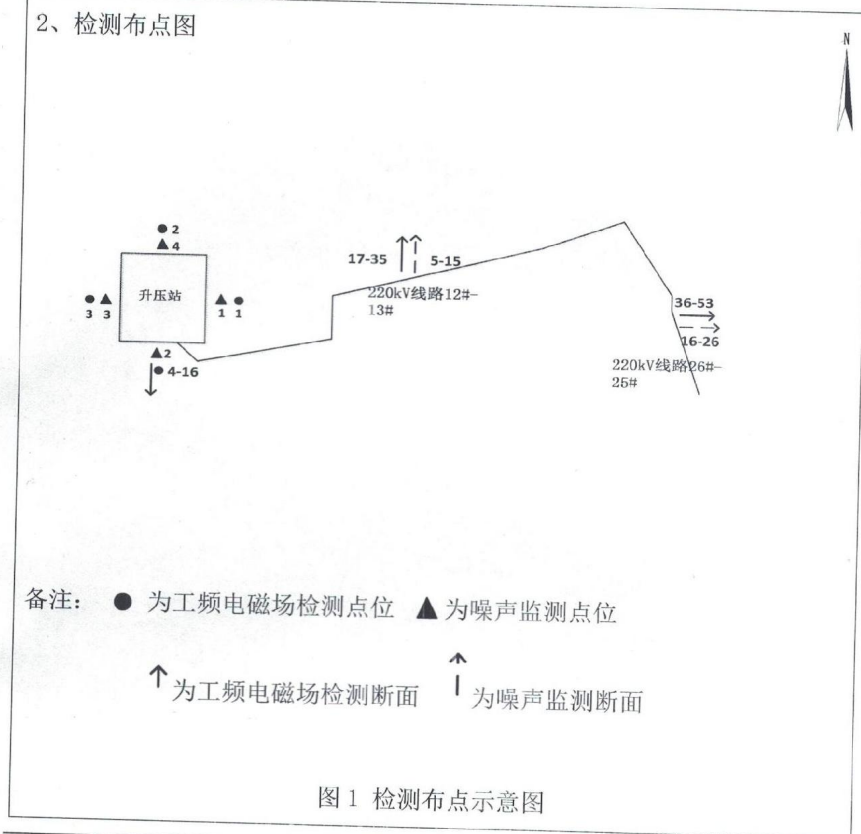 2、检测布点图
N
2
4
升压站
3 3
1 1
2
4-16
17-35 5-15
220kV线路12#-
13#
36-53
16-26
220kV线路26#-
25#
备注： ● 为工频电磁场检测点位 ▲ 为噪声监测点位
↑ 为工频电磁场检测断面 为噪声监测断面
图 1 检测布点示意图